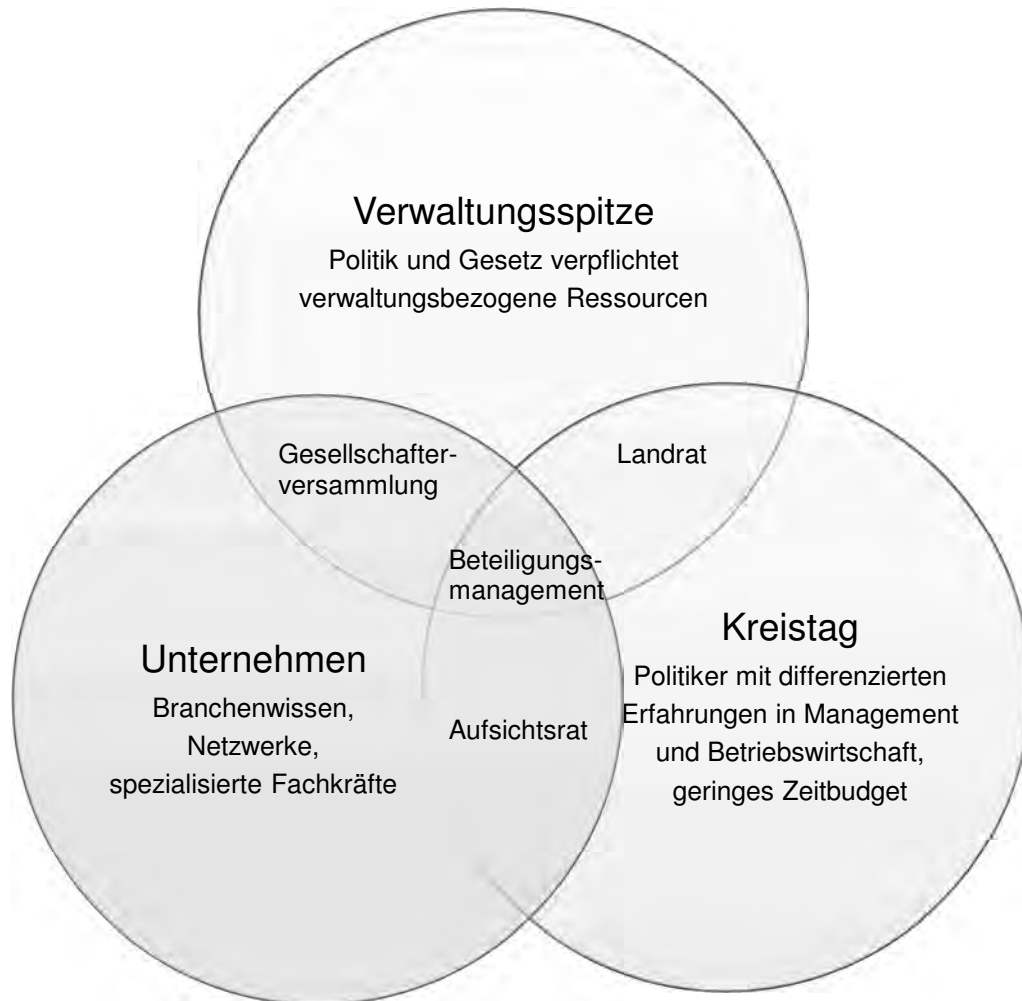 Verwaltungsspitze
Politik und Gesetz verpflichtet
verwaltungsbezogene Ressourcen
Gesellschafter-
versammlung
Landrat
Beteiligungs-
management
Unternehmen
Branchenwissen,
Netzwerke,
spezialisierte Fachkräfte
Aufsichtsrat
Kreistag
Politiker mit differenzierten
Erfahrungen in Management
und Betriebswirtschaft,
geringes Zeitbudget